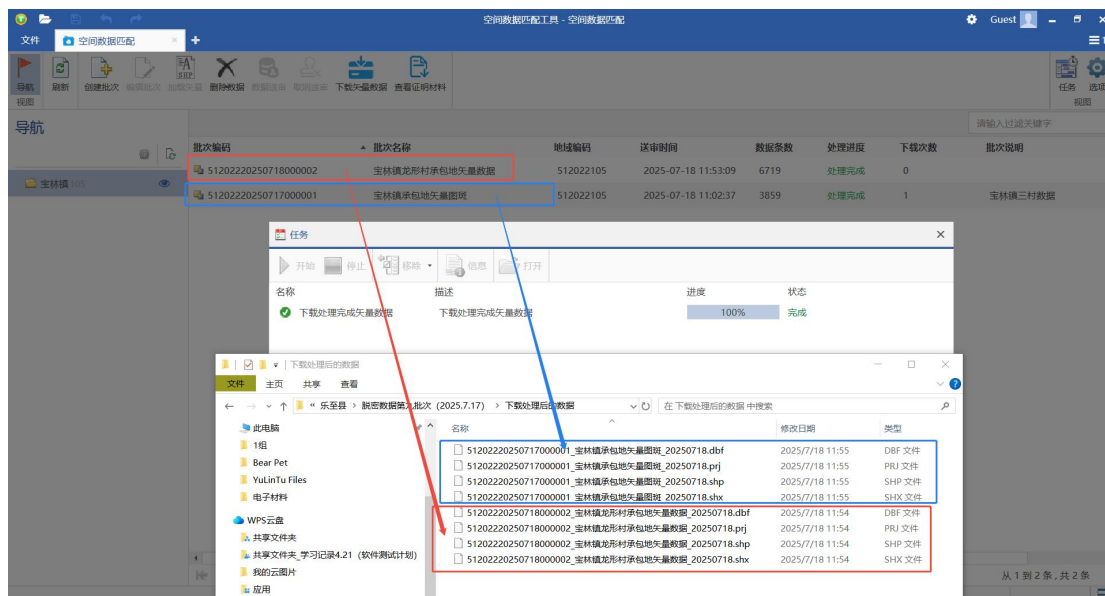 空间数据匹配工具 - 空间数据匹配
Guest
文件 空间数据匹配
导航 刷新 创建批次 编辑批次 加载矢量 删除数据 数据送审 取消送审 下载矢量数据 查看证明材料 任务 选项
视图 视图
导航
请输入过滤关键字
批次编码 批次名称 地域编码 送审时间 数据条数 处理进度 下载次数 批次说明
宝林镇
51202220250718000002 宝林镇龙形村承包地矢量数据 512022105 2025-07-18 11:53:09 6719 处理完成 0
51202220250717000001 宝林镇承包地矢量图斑 512022105 2025-07-18 11:02:37 3859 处理完成 1 宝林镇三村数据
任务
开始 停止 移除 信息 打开
名称 描述 进度 状态
下载处理完成矢量数据 下载处理完成矢量数据 100% 完成
下载处理后的数据
文件 主页 共享 查看
« 乐至县 › 脱密数据第九批次 (2025.7.17) › 下载处理后的数据
在 下载处理后的数据 中搜索
名称 修改日期 类型
此电脑
1组
Bear Pet
YuLinTu Files
电子材料
WPS云盘
共享文件夹
共享文件夹_学习记录4.21（软件测试计划)
我的云图片
应用
51202220250717000001_宝林镇承包地矢量图斑_20250718.dbf 2025/7/18 11:55 DBF 文件
51202220250717000001_宝林镇承包地矢量图斑_20250718.prj 2025/7/18 11:55 PRJ 文件
51202220250717000001_宝林镇承包地矢量图斑_20250718.shp 2025/7/18 11:55 SHP 文件
51202220250717000001_宝林镇承包地矢量图斑_20250718.shx 2025/7/18 11:55 SHX 文件
51202220250718000002_宝林镇龙形村承包地矢量数据_20250718.dbf 2025/7/18 11:54 DBF 文件
51202220250718000002_宝林镇龙形村承包地矢量数据_20250718.prj 2025/7/18 11:54 PRJ 文件
51202220250718000002_宝林镇龙形村承包地矢量数据_20250718.shp 2025/7/18 11:54 SHP 文件
51202220250718000002_宝林镇龙形村承包地矢量数据_20250718.shx 2025/7/18 11:54 SHX 文件
从 1 到 2 条 , 共 2 条